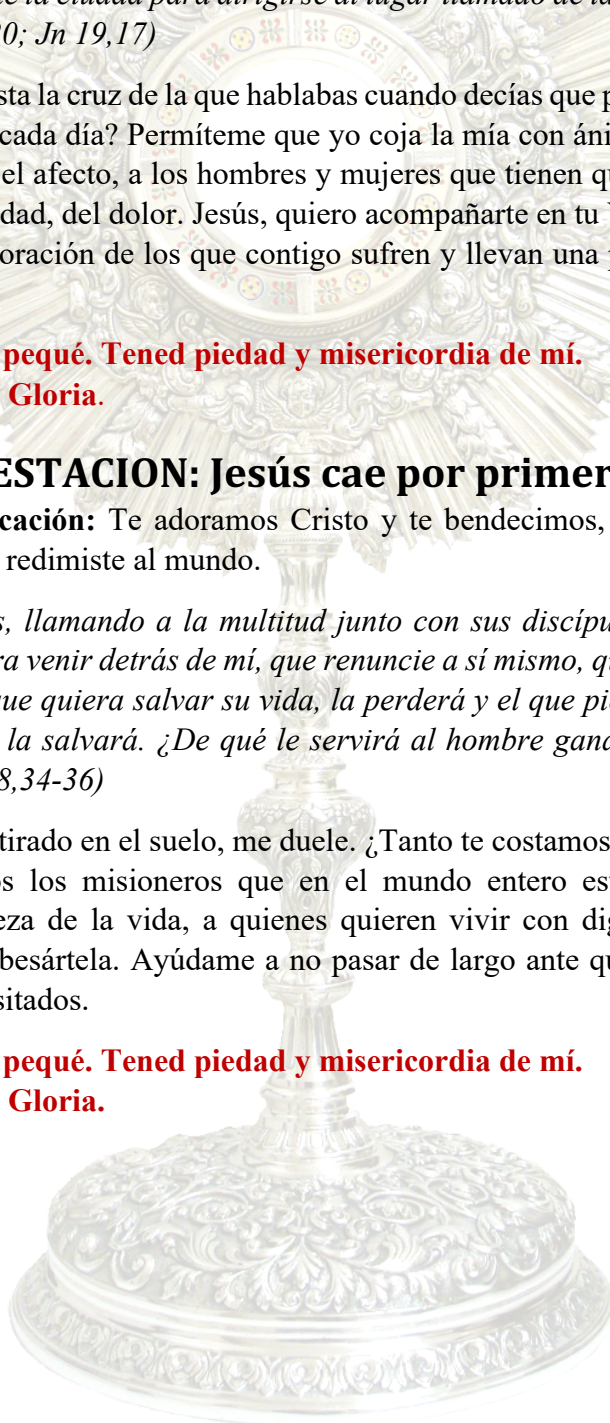 la ciudad para dirigirse al lugar llamado de la
0; Jn 19,17)
sta la cruz de la que hablabas cuando decías que p
cada día? Permíteme que yo coja la mía con áni
el afecto, a los hombres y mujeres que tienen qu
dad, del dolor. Jesús, quiero acompañarte en tu
oración de los que contigo sufren y llevan una p
pequé. Tened piedad y misericordia de mí.
Gloria.
ESTACION: Jesús cae por primer
cación: Te adoramos Cristo y te bendecimos,
redimiste al mundo.
s, llamando a la multitud junto con sus discípu
ra venir detrás de mí, que renuncie a sí mismo, qu
que quiera salvar su vida, la perderá y el que pie
la salvará. ¿De qué le servirá al hombre gana
8,34-36)
tirado en el suelo, me duele. ¿Tanto te costamos
os los misioneros que en el mundo entero est
eza de la vida, a quienes quieren vivir con dig
besártela. Ayúdame a no pasar de largo ante qu
sitados.
pequé. Tened piedad y misericordia de mí.
Gloria.